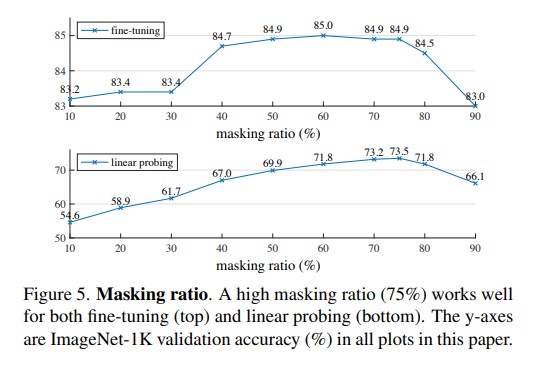 fine-tuning
85
84
83
83.2
83.4
83.4
84.7
84.9
85.0
84.9
84.9
84.5
83.0
10 20 30 40 50 60 70 80 90
masking ratio (%)
linear probing
70
60
50
54.6
58.9
61.7
67.0
69.9
71.8
73.2
73.5
71.8
66.1
10 20 30 40 50 60 70 80 90
masking ratio (%)
Figure 5. Masking ratio. A high masking ratio (75%) works well
for both fine-tuning (top) and linear probing (bottom). The y-axes
are ImageNet-1K validation accuracy (%) in all plots in this paper.